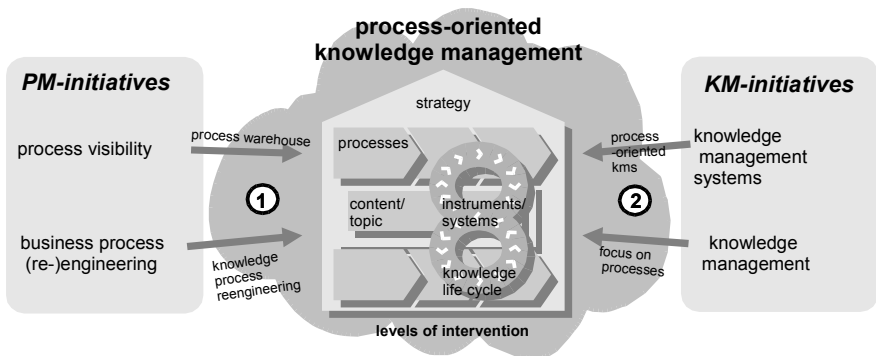 process-oriented
knowledge management
PM-initiatives
process visibility
business process
(re-)engineering
process warehouse
1
knowledge
process
reengineering
strategy
processes
content/
topic
instruments/
systems
knowledge
life cycle
levels of intervention
process
-oriented
kms
2
focus on
processes
KM-initiatives
knowledge
management
systems
knowledge
management